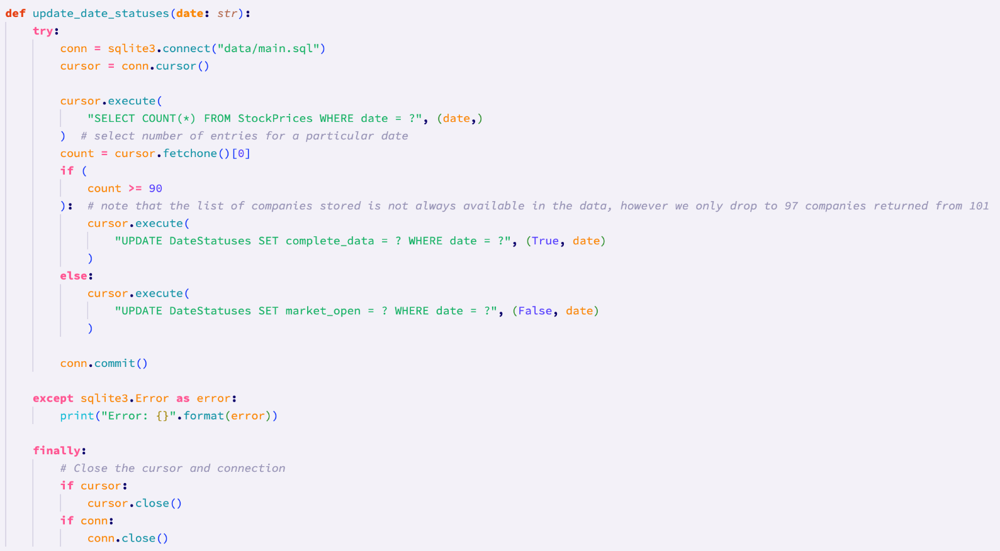 def update_date_statuses(date: str):
    try:
        conn = sqlite3.connect("data/main.sql")
        cursor = conn.cursor()

        cursor.execute(
            "SELECT COUNT(*) FROM StockPrices WHERE date = ?", (date,)
        )  # select number of entries for a particular date
        count = cursor.fetchone()[0]
        if (
            count >= 90
        ):  # note that the list of companies stored is not always available in the data, however we only drop to 97 companies returned from 101
            cursor.execute(
                "UPDATE DateStatuses SET complete_data = ? WHERE date = ?", (True, date)
            )
        else:
            cursor.execute(
                "UPDATE DateStatuses SET market_open = ? WHERE date = ?", (False, date)
            )

        conn.commit()

    except sqlite3.Error as error:
        print("Error: {}".format(error))

    finally:
        # Close the cursor and connection
        if cursor:
            cursor.close()
        if conn:
            conn.close()